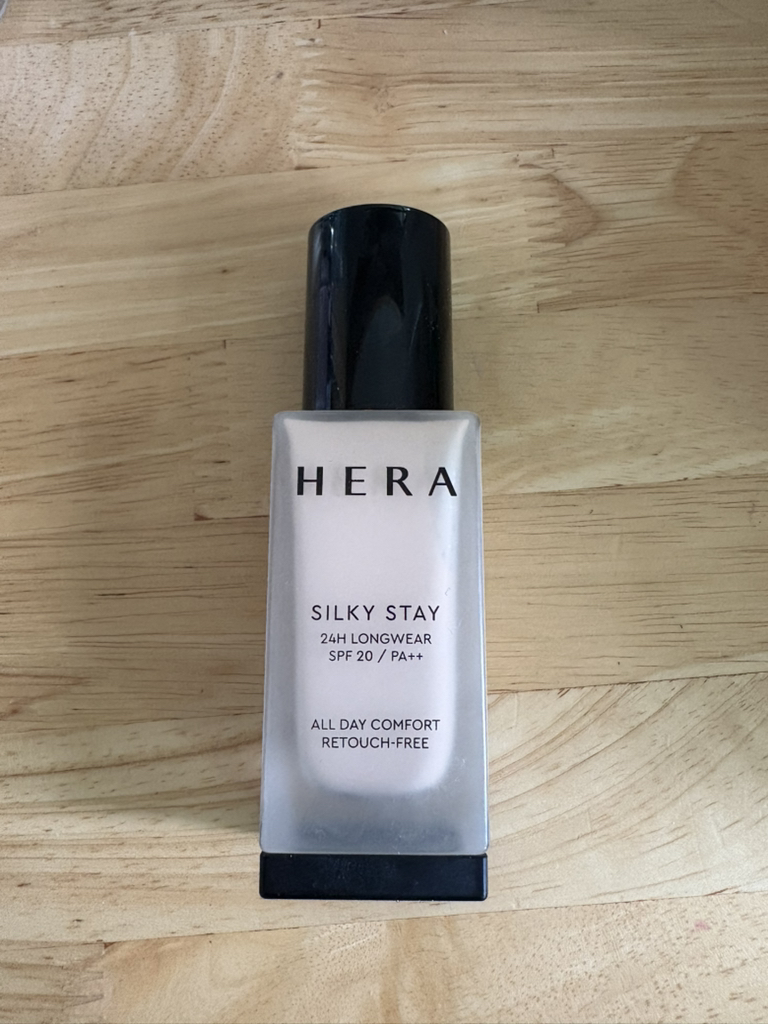 HERA
SILKY STAY
24H LONGWEAR
SPF 20 / PA++
ALL DAY COMFORT
RETOUCH-FREE